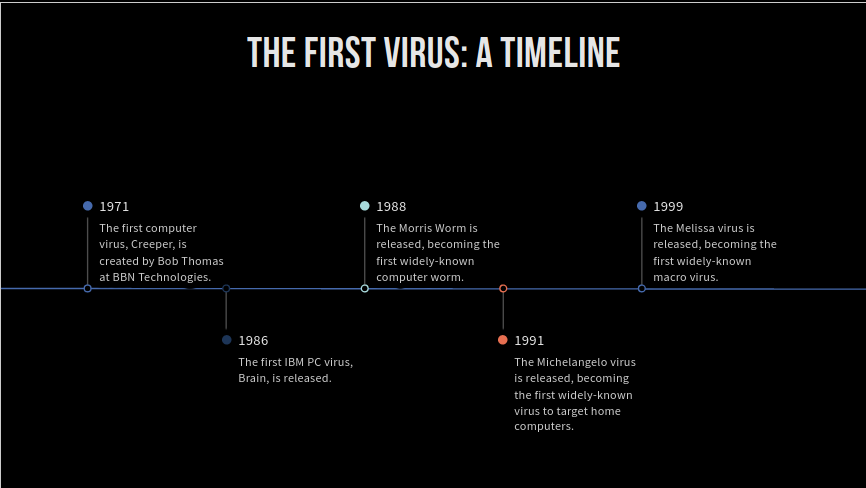 THE FIRST VIRUS: A TIMELINE
1971
The first computer
virus, Creeper, is
created by Bob Thomas
at BBN Technologies.
1986
The first IBM PC virus,
Brain, is released.
1988
The Morris Worm is
released, becoming the
first widely-known
computer worm.
1991
The Michelangelo virus
is released, becoming
the first widely-known
virus to target home
computers.
1999
The Melissa virus is
released, becoming the
first widely-known
macro virus.